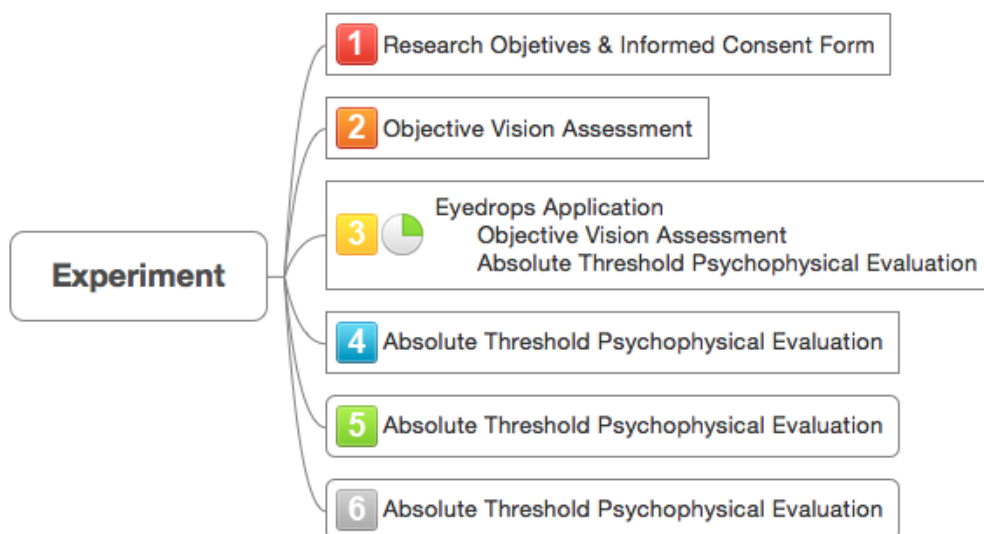 Experiment
1 Research Objetives & Informed Consent Form
2 Objective Vision Assessment
3 Eyedrops Application
Objective Vision Assessment
Absolute Threshold Psychophysical Evaluation
4 Absolute Threshold Psychophysical Evaluation
5 Absolute Threshold Psychophysical Evaluation
6 Absolute Threshold Psychophysical Evaluation